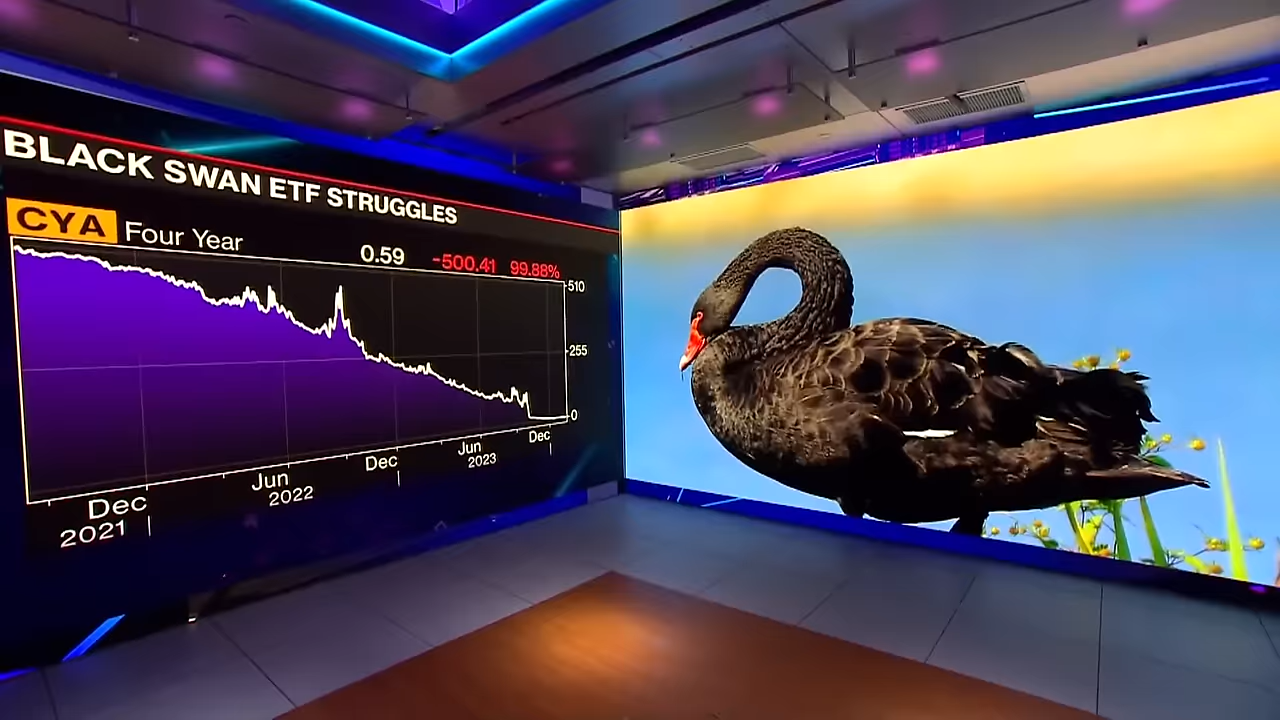 BLACK SWAN ETF STRUGGLES
CYA Four Year 0.59 -500.41 99.88%
510
255
0
Dec Jun Dec Jun Dec
2021 2022 2023